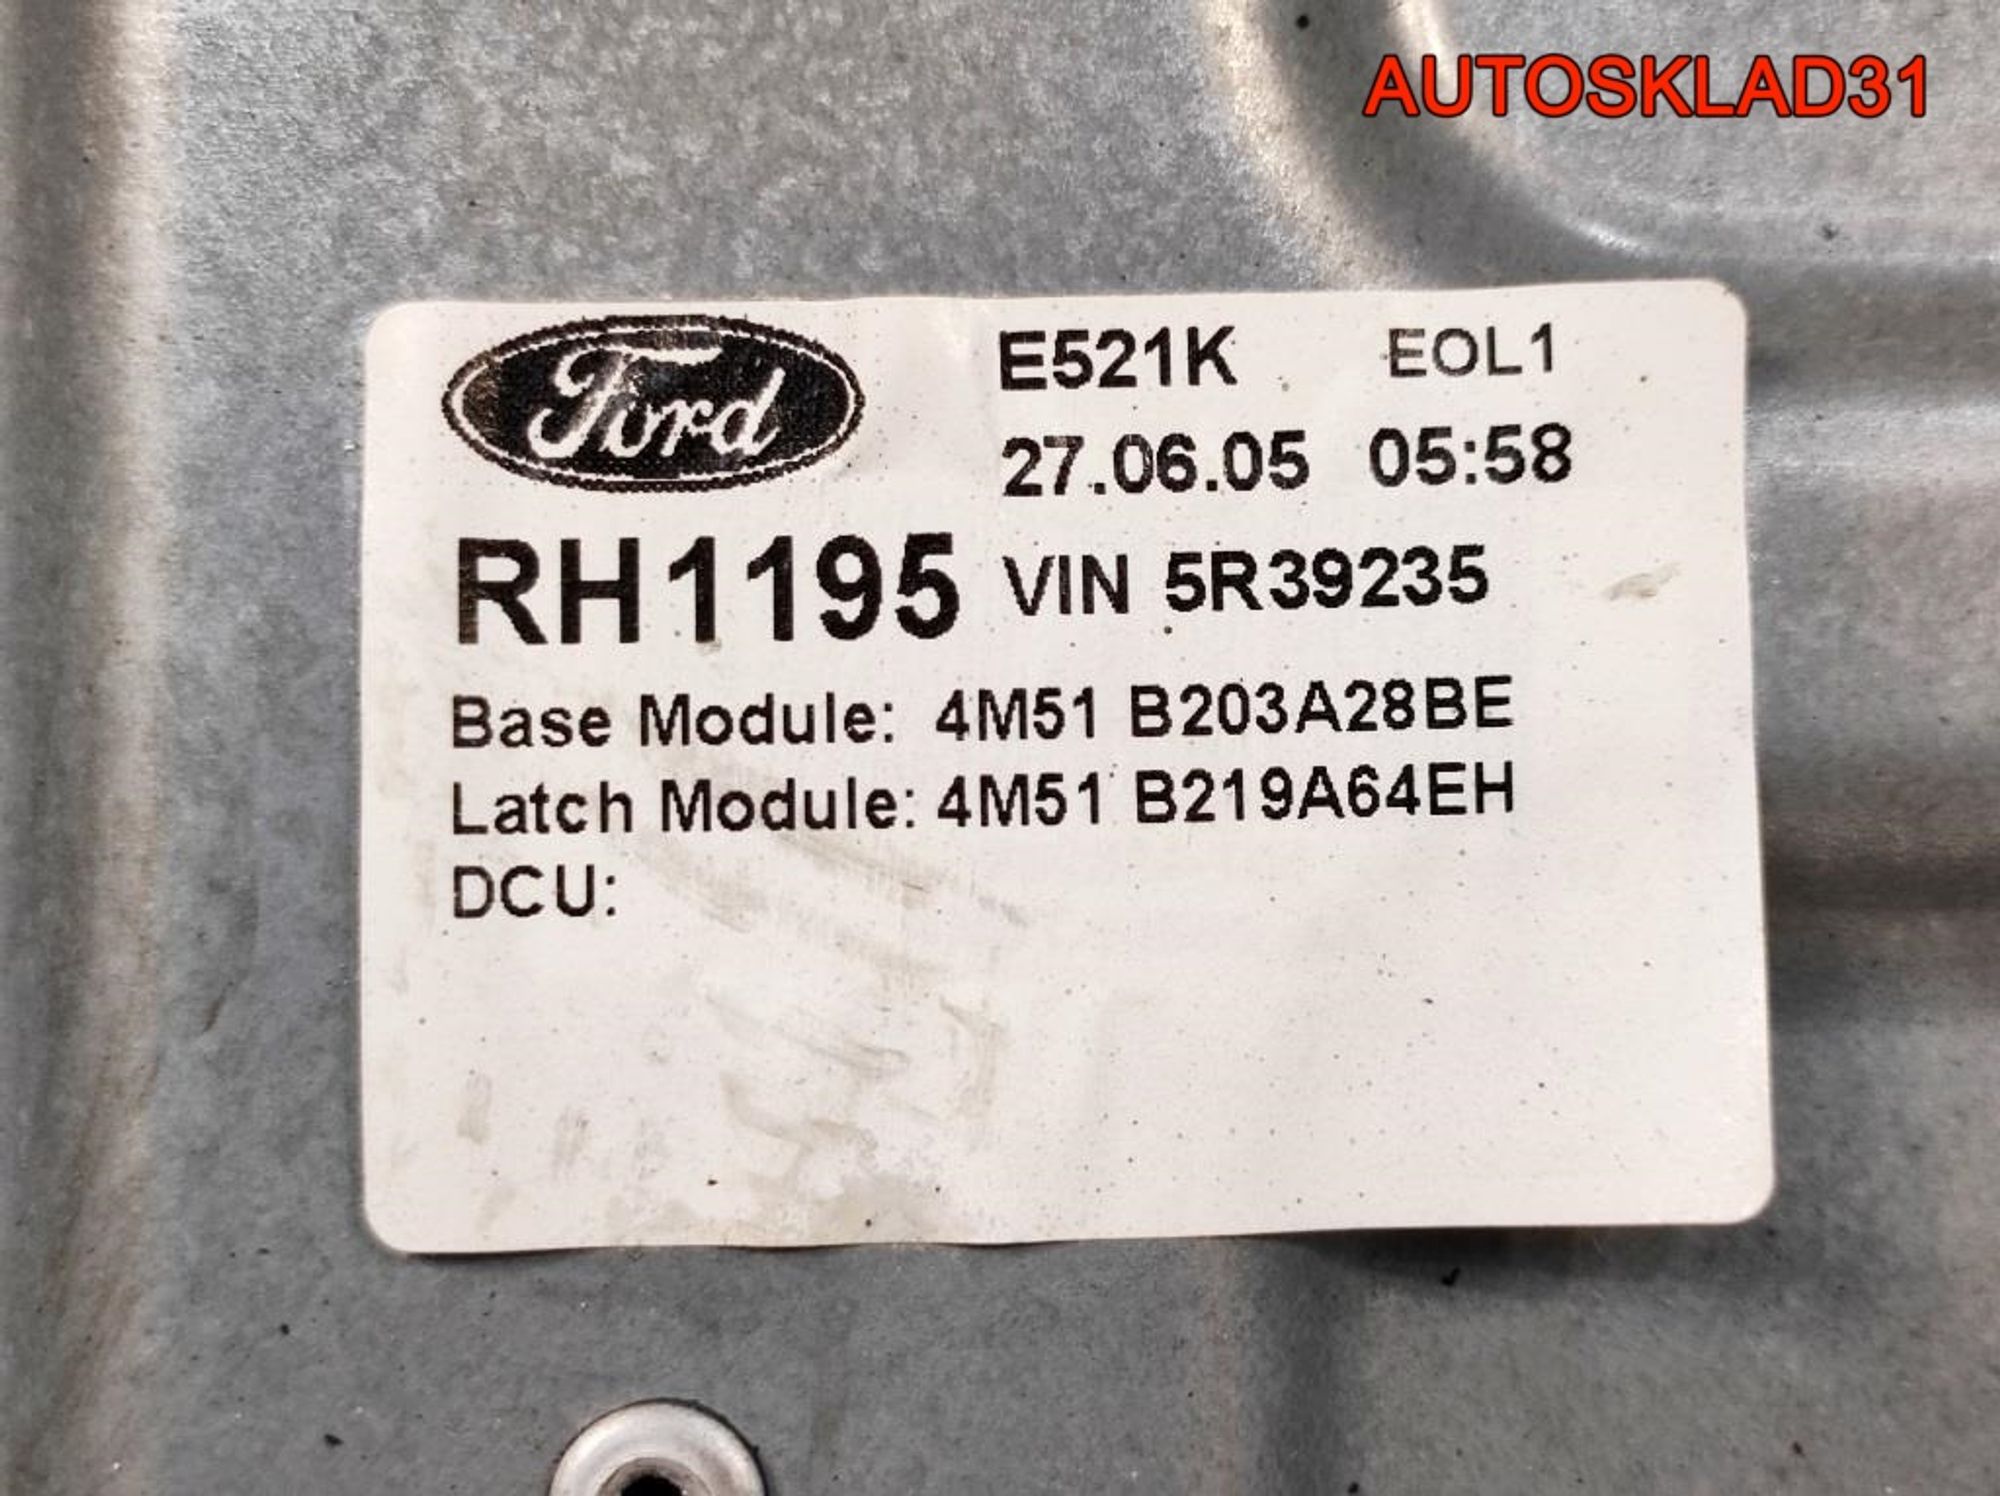 AUTOSKLAD31
Ford
E521K EOL1
27.06.05 05:58
RH1195 VIN 5R39235
Base Module: 4M51 B203A28BE
Latch Module: 4M51 B219A64EH
DCU: